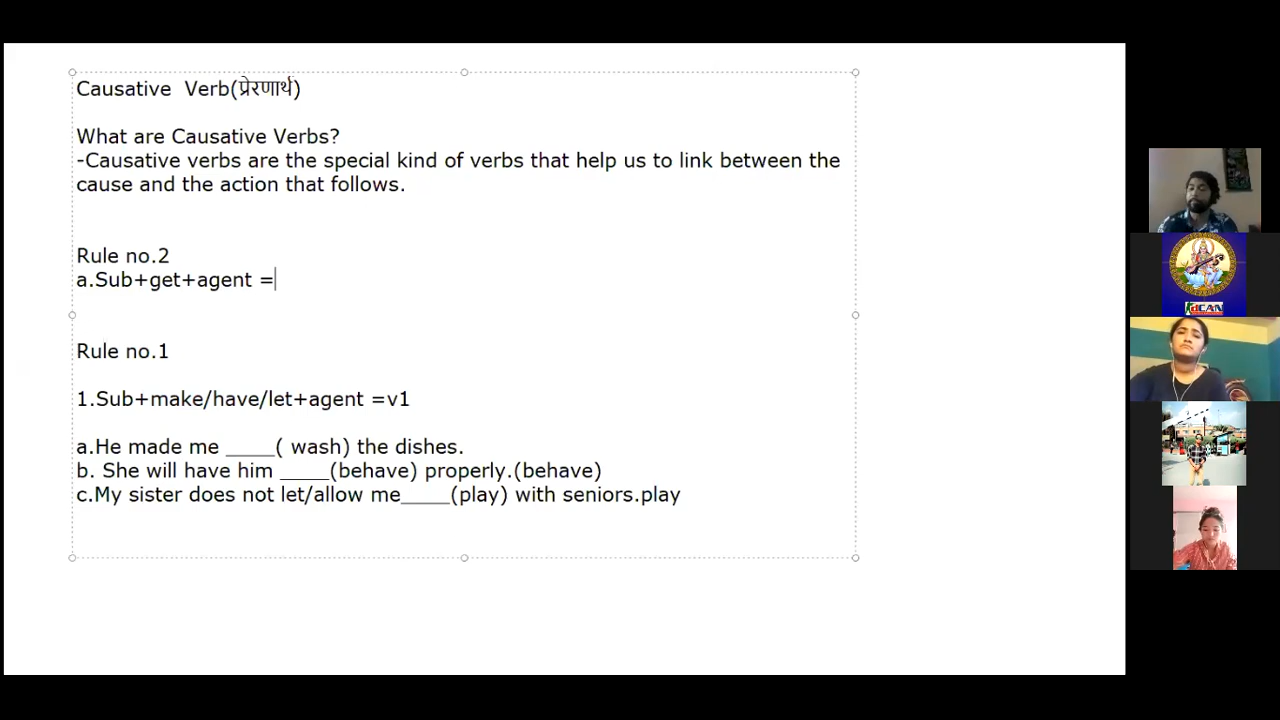 Causative  Verb(प्रेरणार्थ)
What are Causative Verbs?
-Causative verbs are the special kind of verbs that help us to link between the
cause and the action that follows.
Rule no.2
a.Sub+get+agent =
Rule no.1
1.Sub+make/have/let+agent =v1
a.He made me _____( wash) the dishes.
b. She will have him _____(behave) properly.(behave)
c.My sister does not let/allow me_____(play) with seniors.play